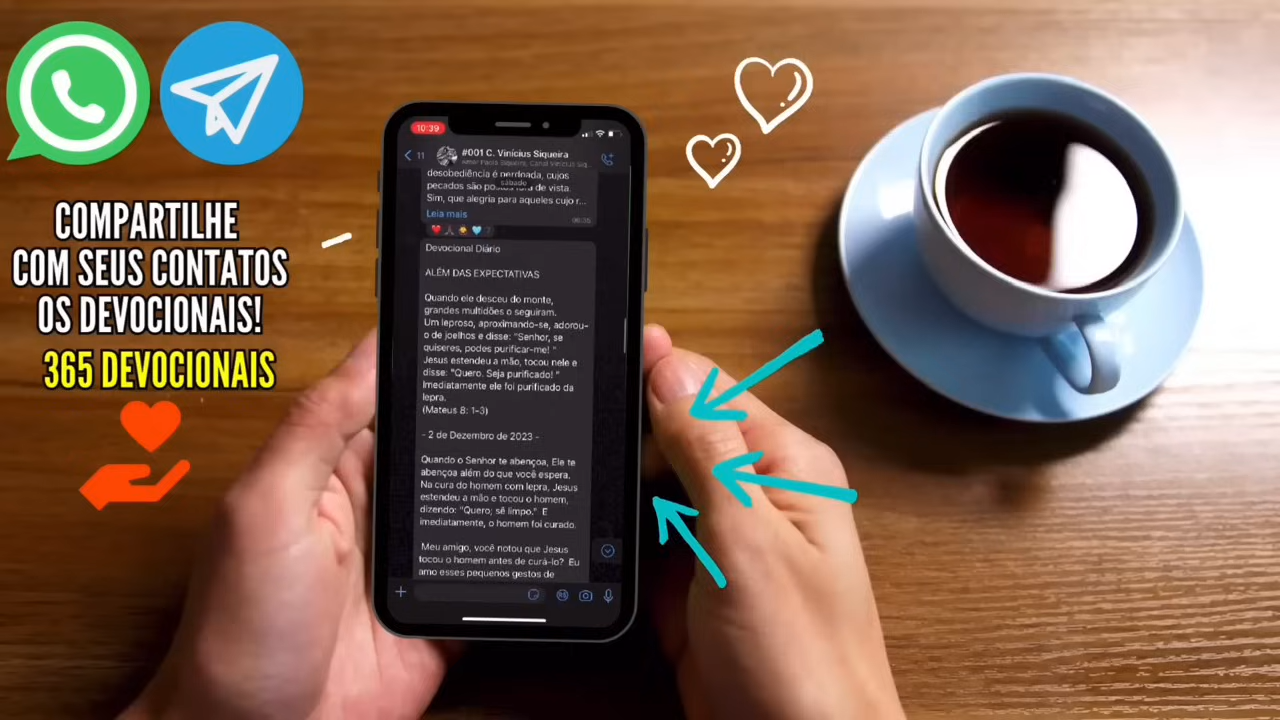 COMPARTILHE
COM SEUS CONTATOS
OS DEVOCIONAIS!
365 DEVOCIONAIS
10:39
11
#001 C. Vinícius Siqueira
desobediência é perdoada, cujos
pecados são de vista.
sábado
Sim, que alegria para aqueles cujo r...
Leia mais
Devocional Diário
ALÉM DAS EXPECTATIVAS
Quando ele desceu do monte,
grandes multidões o seguiram.
Um leproso, aproximando-se, adorou-
o de joelhos e disse: "Senhor, se
quiseres, podes purificar-me! "
Jesus estendeu a mão, tocou nele e
disse: "Quero. Seja purificado! "
Imediatamente ele foi purificado da
lepra.
(Mateus 8: 1-3)
- 2 de Dezembro de 2023 -
Quando o Senhor te abençoa, Ele te
abençoa além do que você espera.
Na cura do homem com lepra, Jesus
estendeu a mão e tocou o homem,
dizendo: "Quero; sê limpo." E
imediatamente, o homem foi curado.
Meu amigo, você notou que Jesus
tocou o homem antes de curá-lo? Eu
amo esses pequenos gestos de